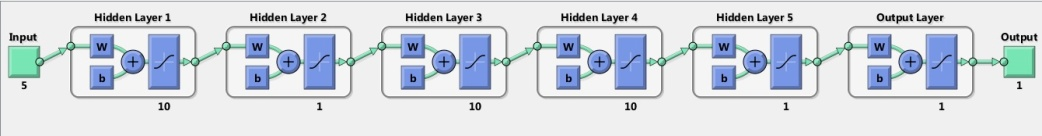 Hidden Layer 1 Hidden Layer 2 Hidden Layer 3 Hidden Layer 4 Hidden Layer 5 Output Layer
Input Output
W W W W W W
+ + + + + +
b b b b b b
5 1
10 1 10 10 1 1